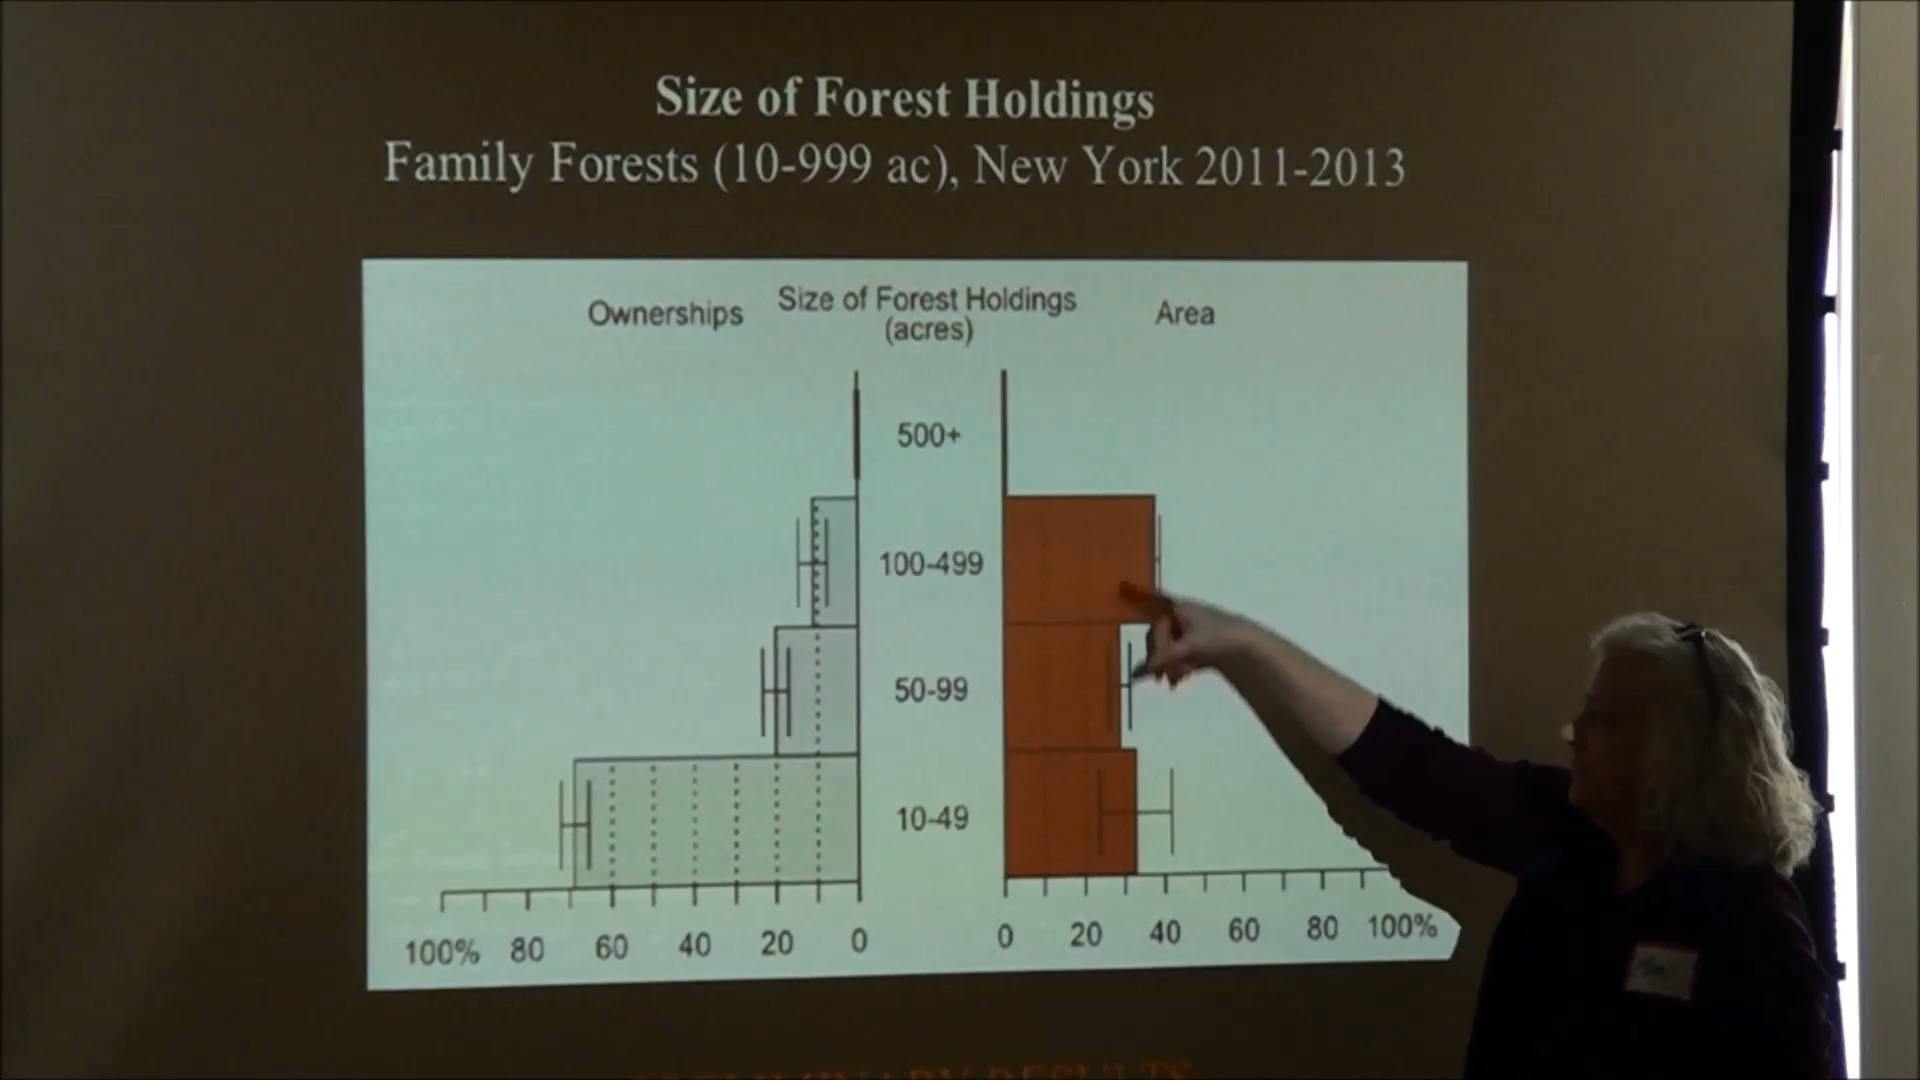 Size of Forest Holdings
Family Forests (10-999 ac), New York 2011-2013
Ownerships
Size of Forest Holdings
(acres)
Area
500+
100-499
50-99
10-49
100% 80 60 40 20 0
0 20 40 60 80 100%